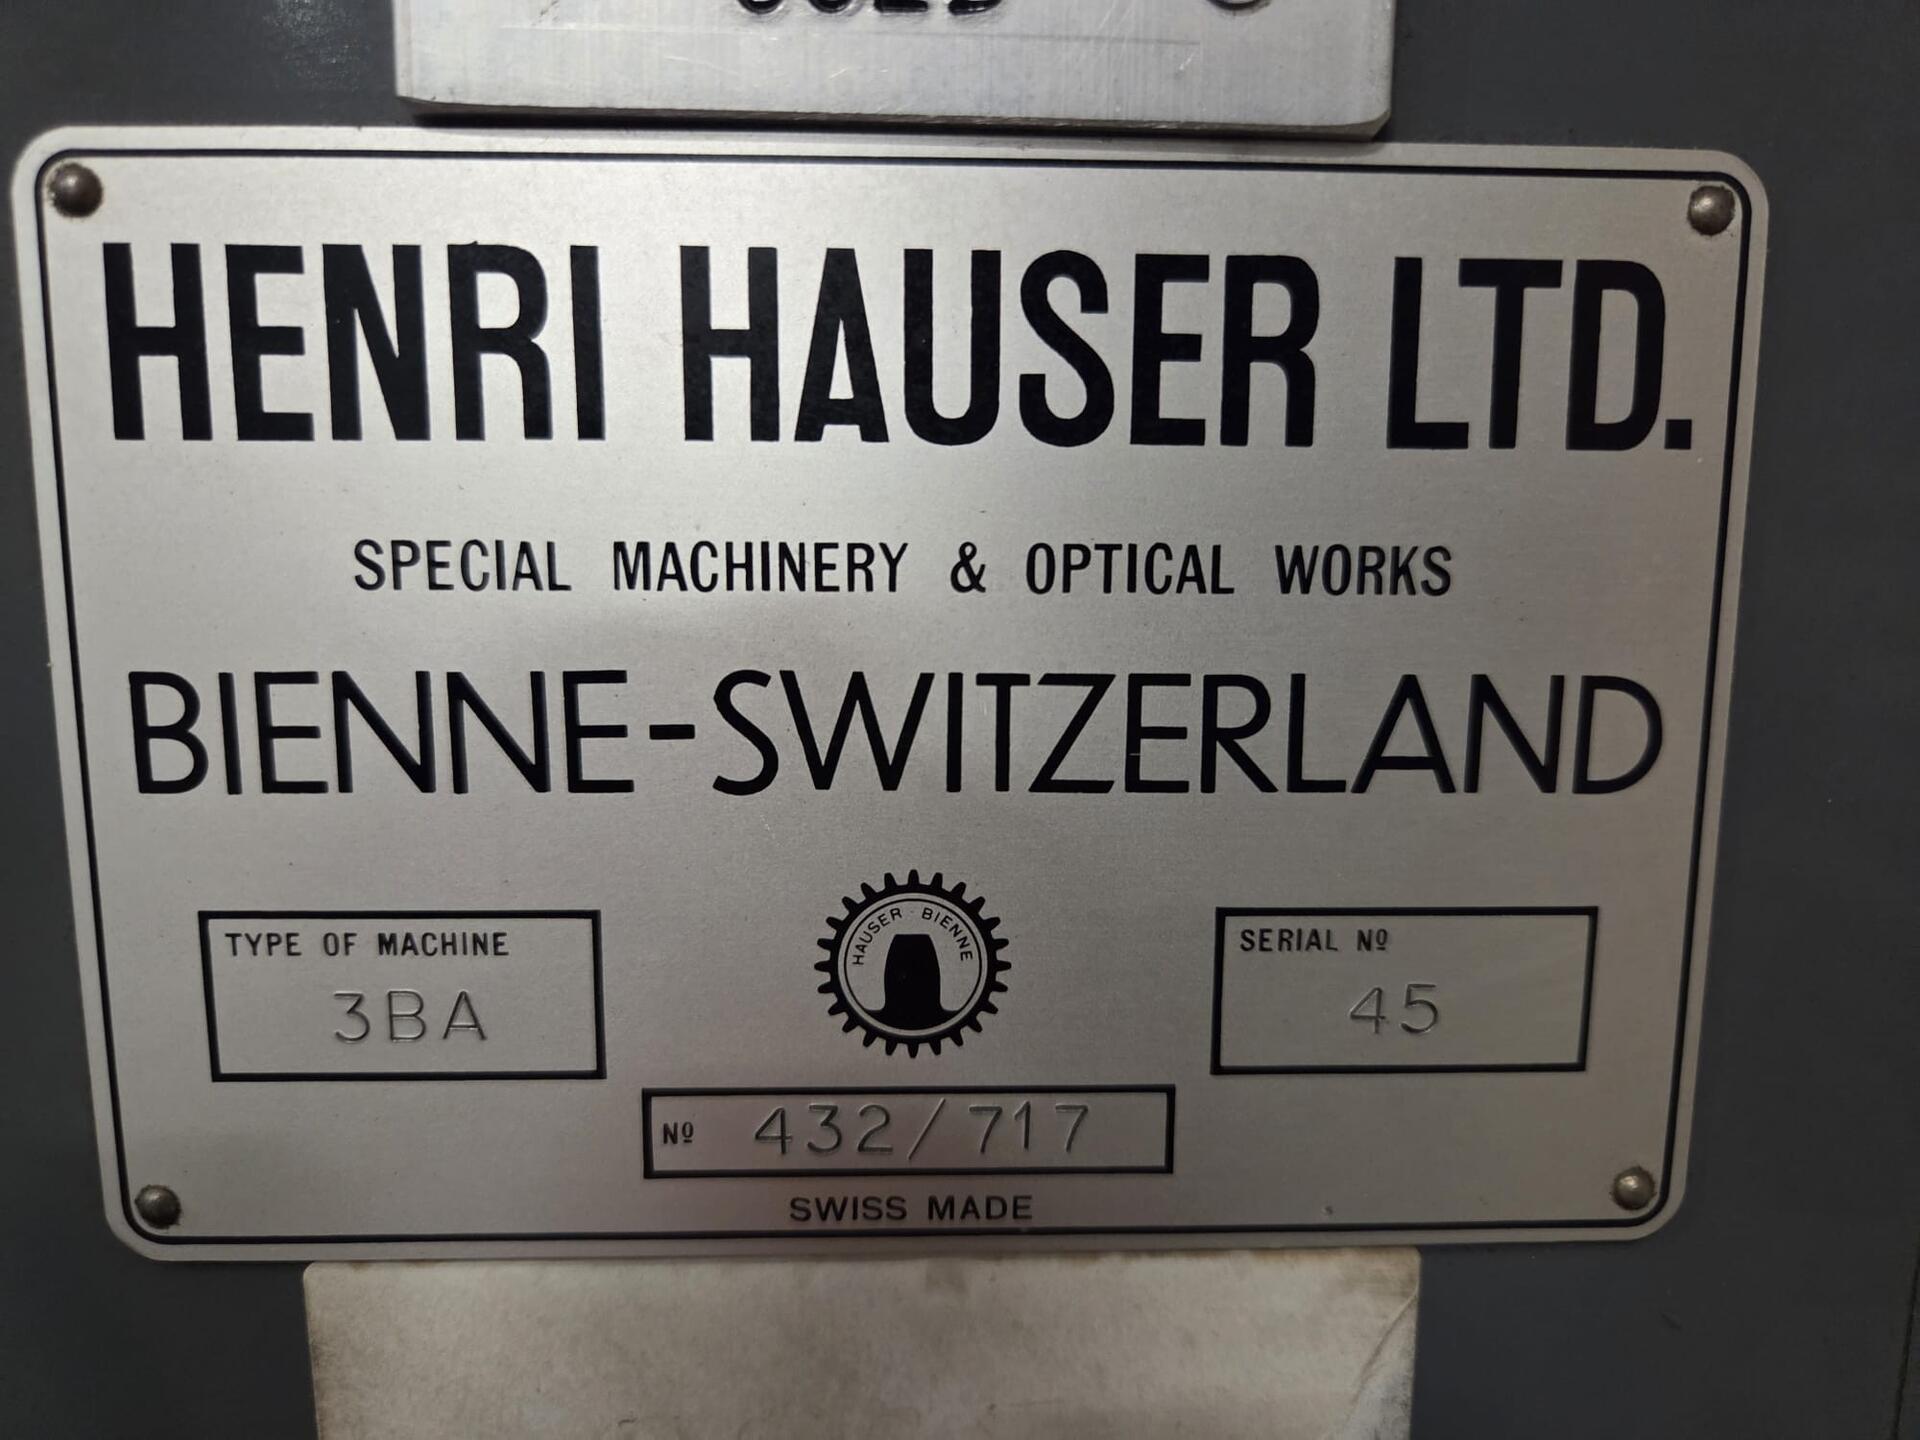 HENRI HAUSER LTD.
SPECIAL MACHINERY & OPTICAL WORKS
BIENNE-SWITZERLAND
TYPE OF MACHINE
3BA
HAUSER · BIENNE
SERIAL Nº
45
Nº 432/717
SWISS MADE